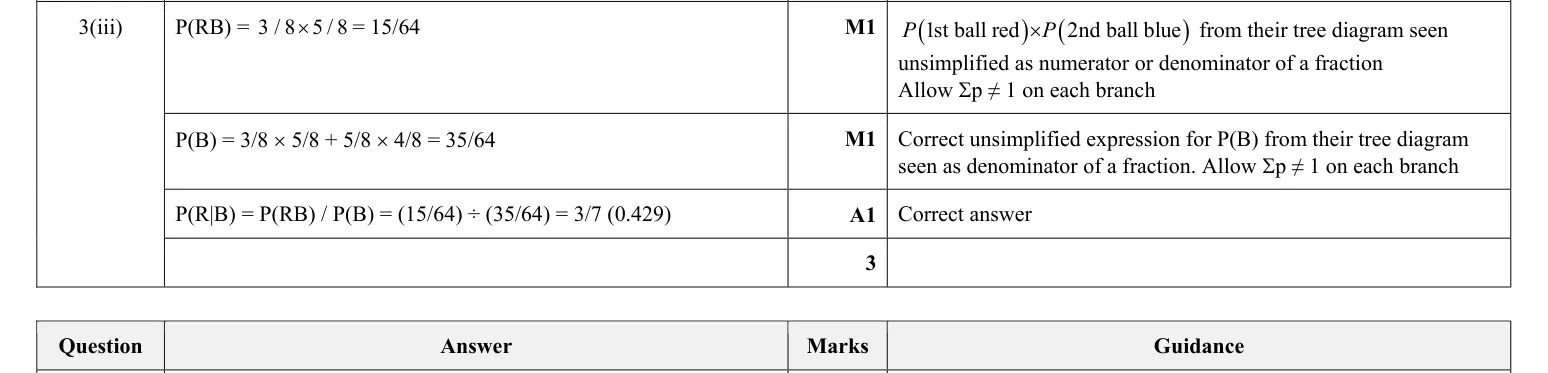 3(iii)
P(RB) = 3 / 8 × 5 / 8 = 15/64
M1
P(1st ball red)×P(2nd ball blue) from their tree diagram seen
unsimplified as numerator or denominator of a fraction
Allow Σp ≠ 1 on each branch
P(B) = 3/8 × 5/8 + 5/8 × 4/8 = 35/64
M1
Correct unsimplified expression for P(B) from their tree diagram
seen as denominator of a fraction. Allow Σp ≠ 1 on each branch
P(R|B) = P(RB) / P(B) = (15/64) ÷ (35/64) = 3/7 (0.429)
A1
Correct answer
3
Question Answer Marks Guidance